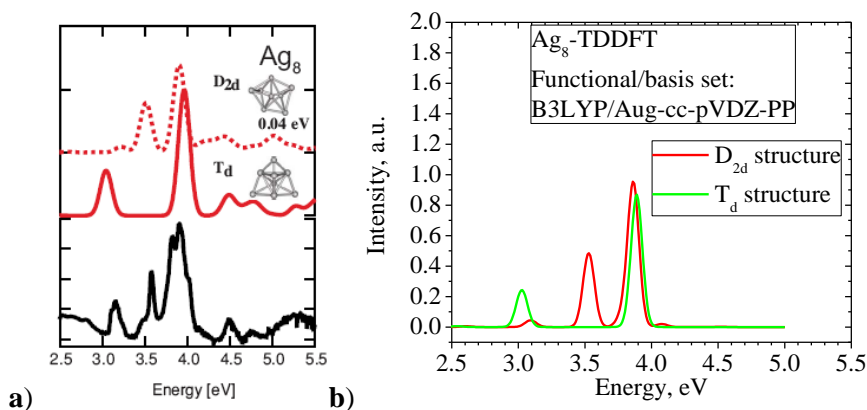 Ag8
D2d
0.04 eV
Td
2.5 3.0 3.5 4.0 4.5 5.0 5.5
Energy [eV]
a)
2.0
1.8
1.6
1.4
1.2
1.0
0.8
0.6
0.4
0.2
0.0
Intensity, a.u.
Ag8-TDDFT
Functional/basis set:
B3LYP/Aug-cc-pVDZ-PP
D2d structure
Td structure
2.5 3.0 3.5 4.0 4.5 5.0 5.5
Energy, eV
b)